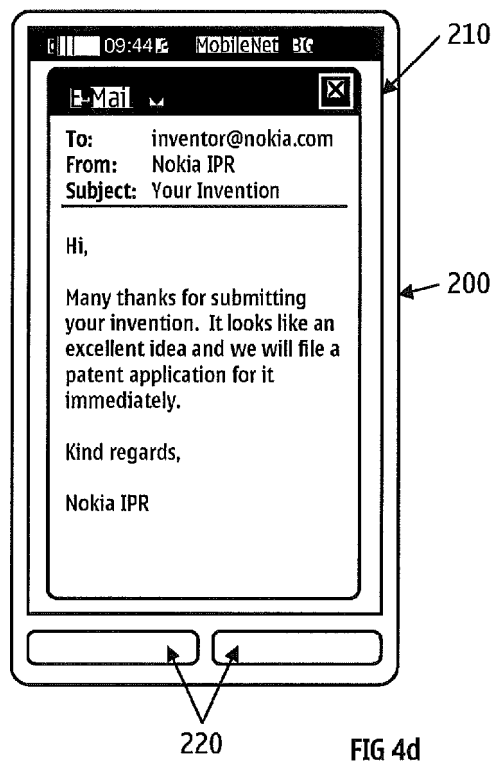 09:44 MobileNet 3G
210
E-Mail
To: inventor@nokia.com
From: Nokia IPR
Subject: Your Invention
200
Hi,
Many thanks for submitting
your invention. It looks like an
excellent idea and we will file a
patent application for it
immediately.
Kind regards,
Nokia IPR
220
FIG 4d